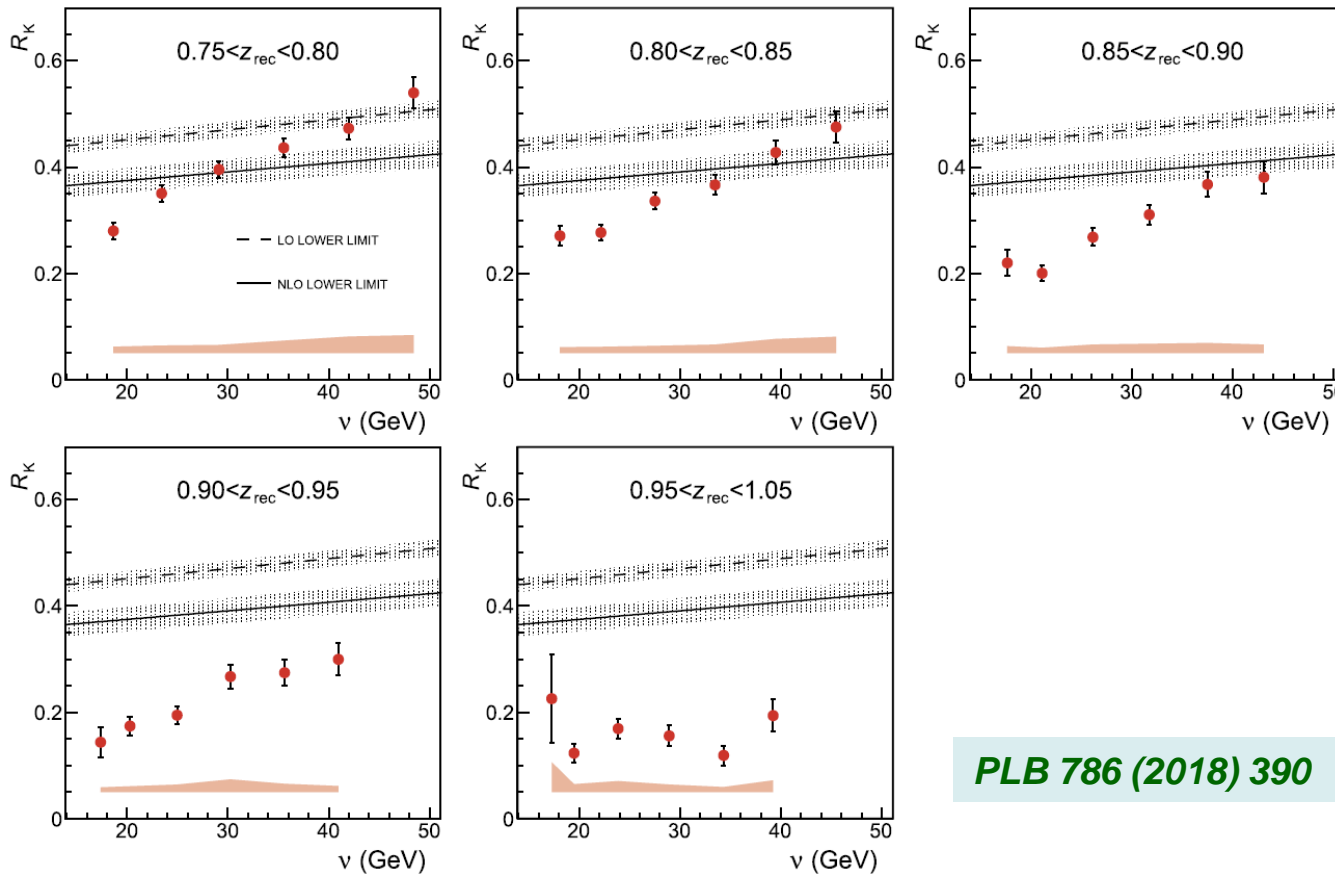 R_K
0.75<z_rec<0.80
0.6
0.4
0.2
0
LO LOWER LIMIT
NLO LOWER LIMIT
20 30 40 50
ν (GeV)
R_K
0.80<z_rec<0.85
0.6
0.4
0.2
0
20 30 40 50
ν (GeV)
R_K
0.85<z_rec<0.90
0.6
0.4
0.2
0
20 30 40
ν (GeV)
R_K
0.90<z_rec<0.95
0.6
0.4
0.2
0
20 30 40 50
ν (GeV)
R_K
0.95<z_rec<1.05
0.6
0.4
0.2
0
20 30 40 50
ν (GeV)
PLB 786 (2018) 390